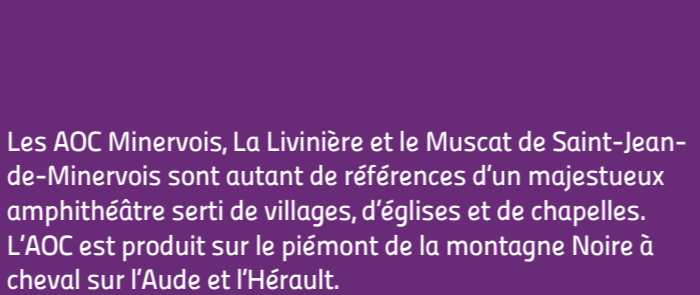 Les AOC Minervois, La Livinière et le Muscat de Saint-Jean-
de-Minervois sont autant de références d’un majestueux
amphithéâtre serti de villages, d’églises et de chapelles.
L’AOC est produit sur le piémont de la montagne Noire à
cheval sur l’Aude et l’Hérault.